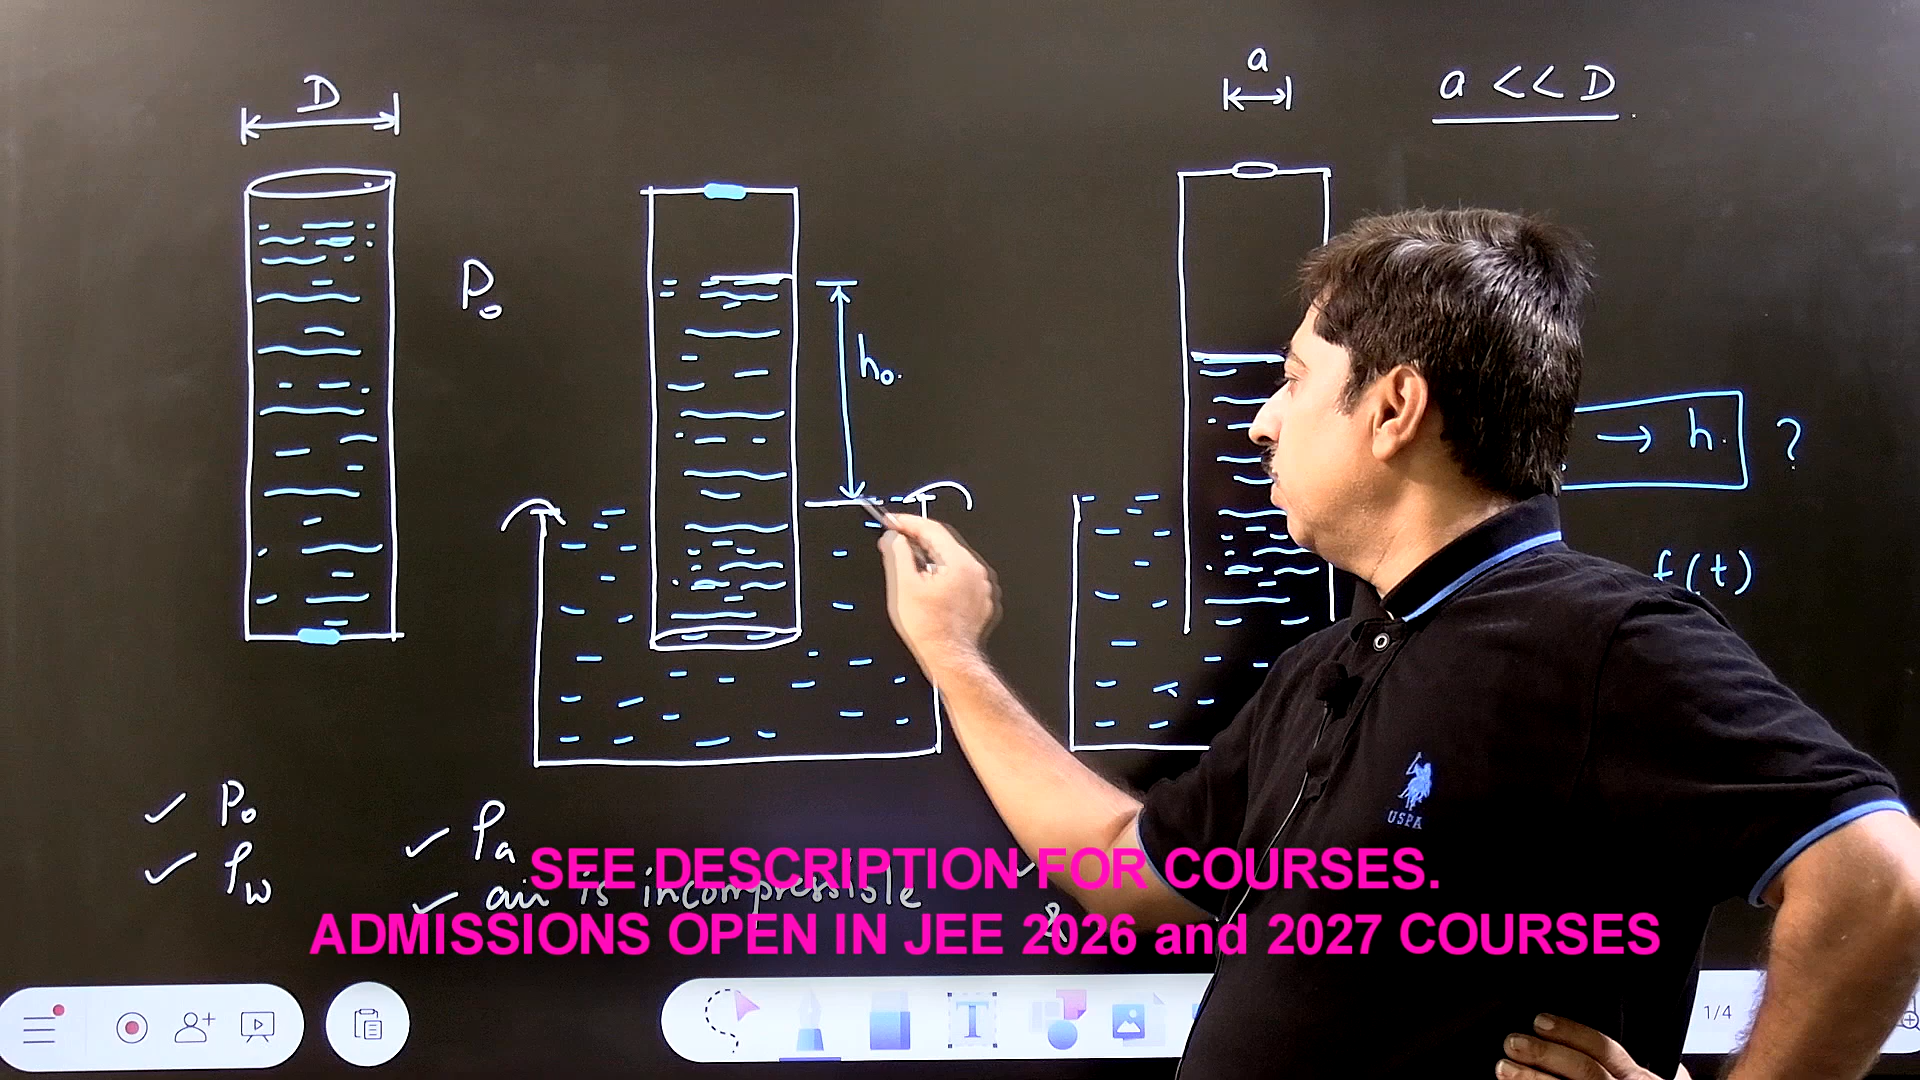 D
a
a << D
P₀
h₀.
→ h. ?
f(t)
✓ P₀
✓ ρw
✓ ρa
✓ air is incompressible
&
USPA
SEE DESCRIPTION FOR COURSES.
ADMISSIONS OPEN IN JEE 2026 and 2027 COURSES
T
1/4